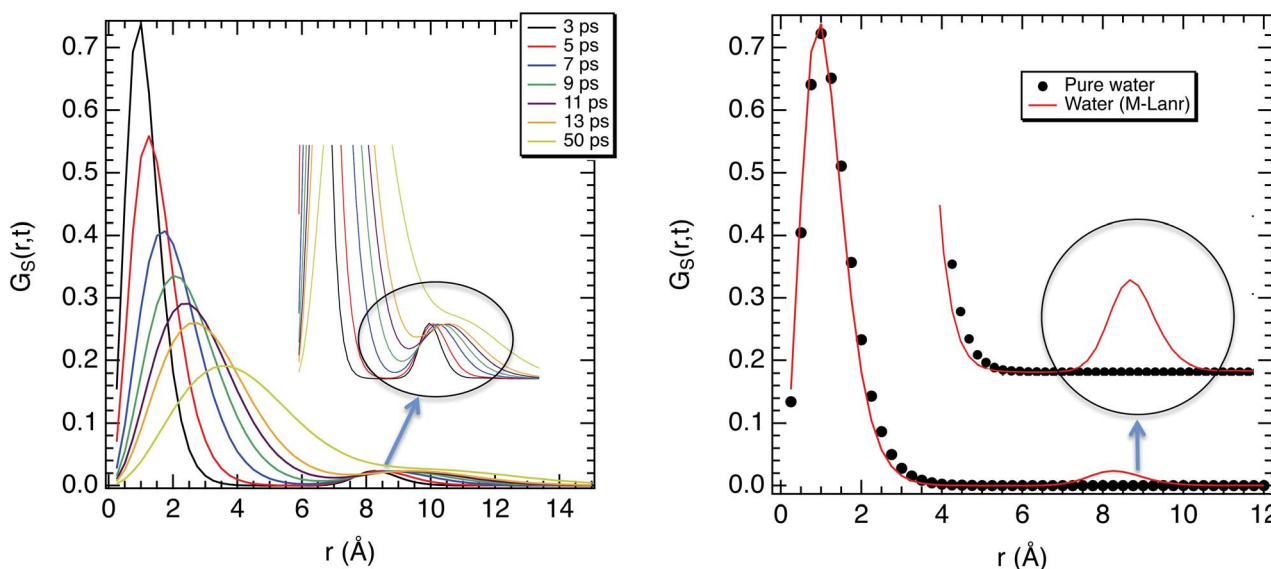 3 ps
5 ps
7 ps
9 ps
11 ps
13 ps
50 ps
0.7
0.6
0.5
0.4
0.3
0.2
0.1
0.0
G_S(r,t)
0 2 4 6 8 10 12 14
r (Å)
Pure water
Water (M-Lanr)
0.7
0.6
0.5
0.4
0.3
0.2
0.1
0.0
G_S(r,t)
0 2 4 6 8 10 12
r (Å)